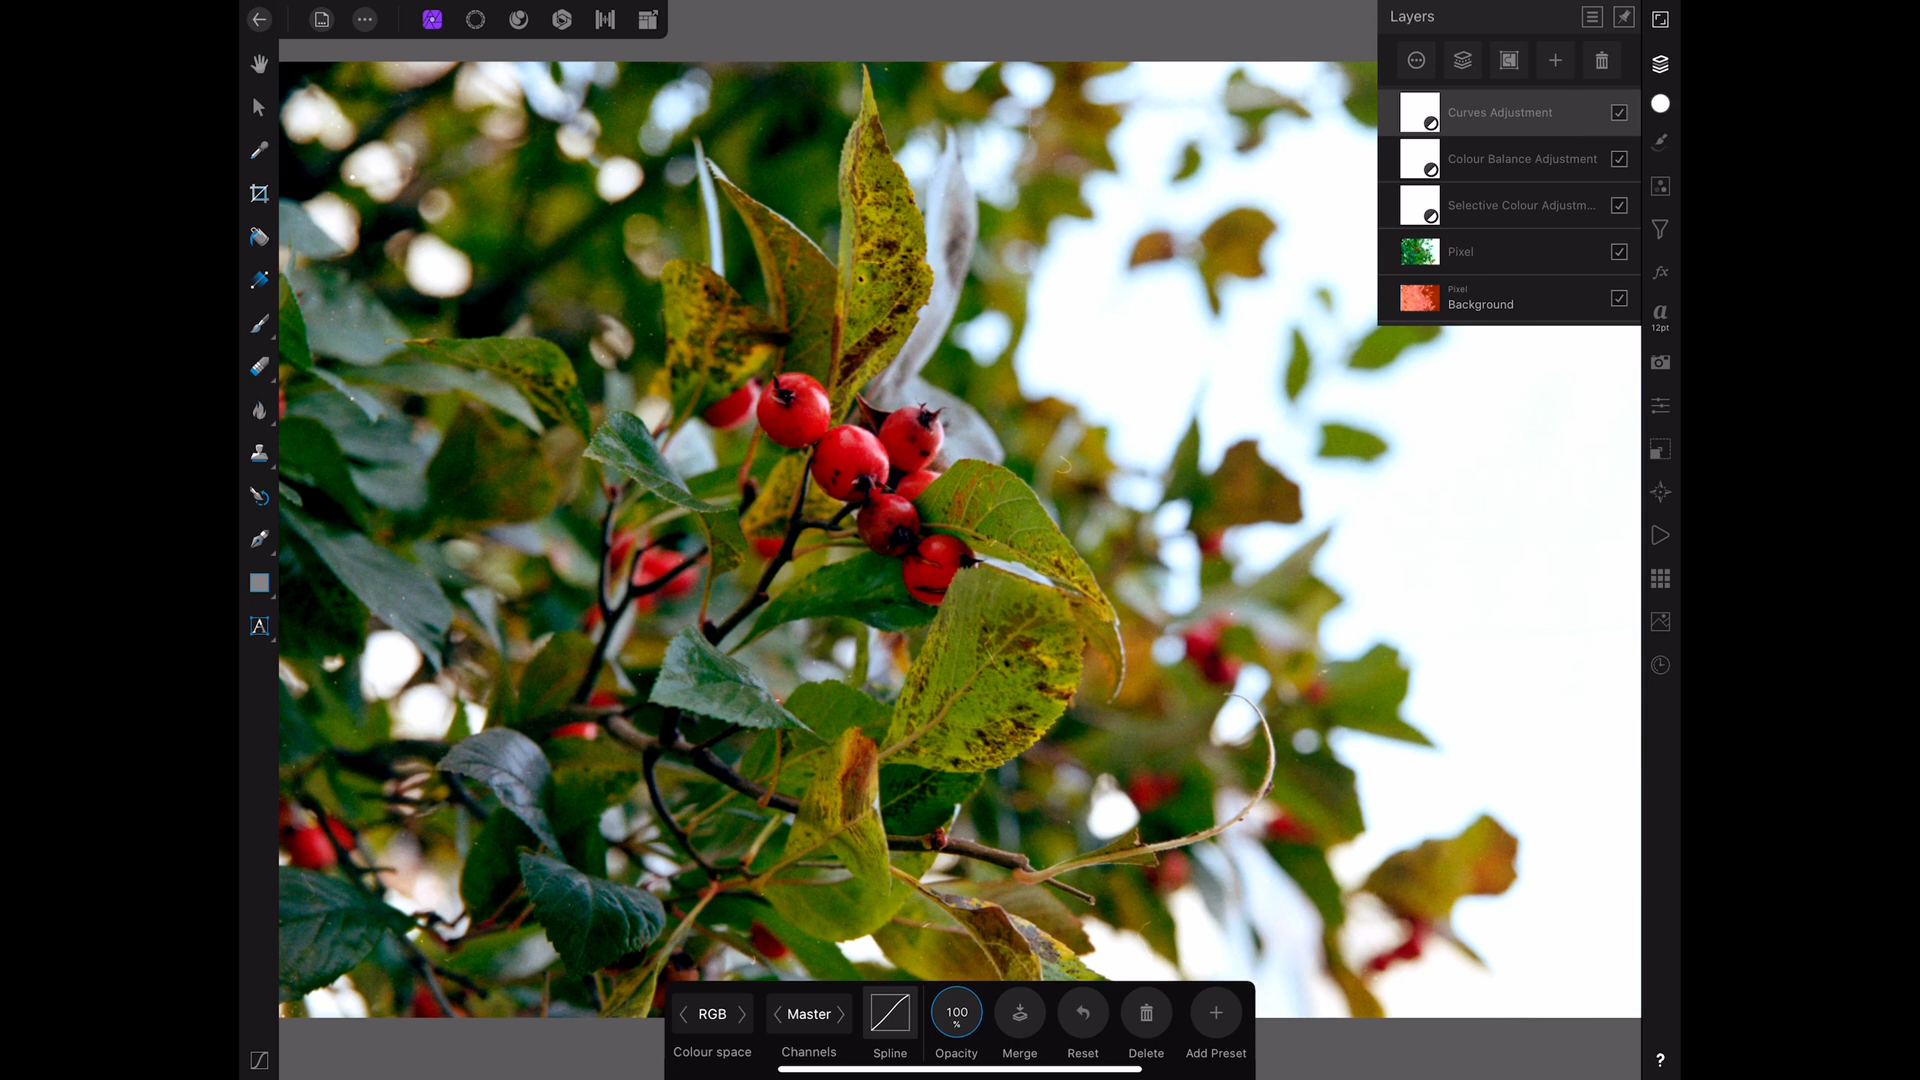 Layers
Curves Adjustment
Colour Balance Adjustment
Selective Colour Adjustm...
Pixel
Pixel
Background
fx
a
12pt
A
RGB
Master
100
%
Colour space
Channels
Spline
Opacity
Merge
Reset
Delete
Add Preset
?